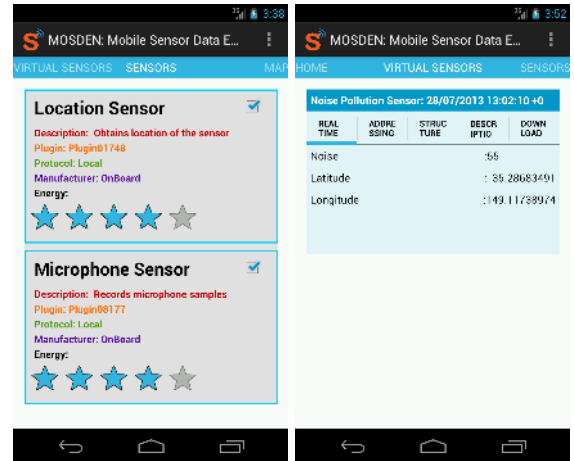 3:38
MOSDEN: Mobile Sensor Data E...
VIRTUAL SENSORS SENSORS MAP
Location Sensor
Description: Obtains location of the sensor
Plugin: Plugin01748
Protocol: Local
Manufacturer: OnBoard
Energy:
Microphone Sensor
Description: Records microphone samples
Plugin: Plugin08177
Protocol: Local
Manufacturer: OnBoard
Energy:
3:52
MOSDEN: Mobile Sensor Data E...
HOME VIRTUAL SENSORS SENSORS
Noise Pollution Sensor: 28/07/2013 13:02:10 +0
REAL TIME
ADDRE SSING
STRUC TURE
DESCR IPTIO
DOWN LOAD
Noise :55
Latitude : 35.28683491
Longitude :149.11738974